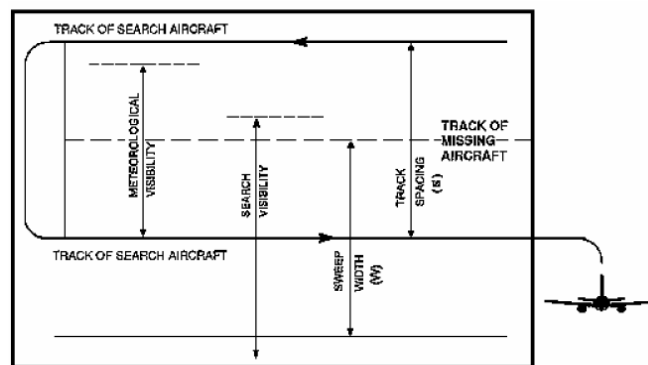 TRACK OF SEARCH AIRCRAFT
METEOROLOGICAL
VISIBILITY
SEARCH
VISIBILITY
TRACK OF
MISSING
AIRCRAFT
TRACK
SPACING
(S)
TRACK OF SEARCH AIRCRAFT
SWEEP
WIDTH
(W)